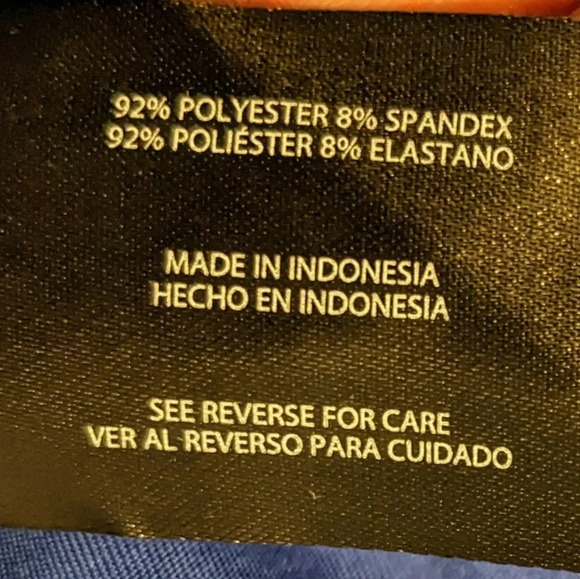 92% POLYESTER 8% SPANDEX
92% POLIÉSTER 8% ELASTANO
MADE IN INDONESIA
HECHO EN INDONESIA
SEE REVERSE FOR CARE
VER AL REVERSO PARA CUIDADO